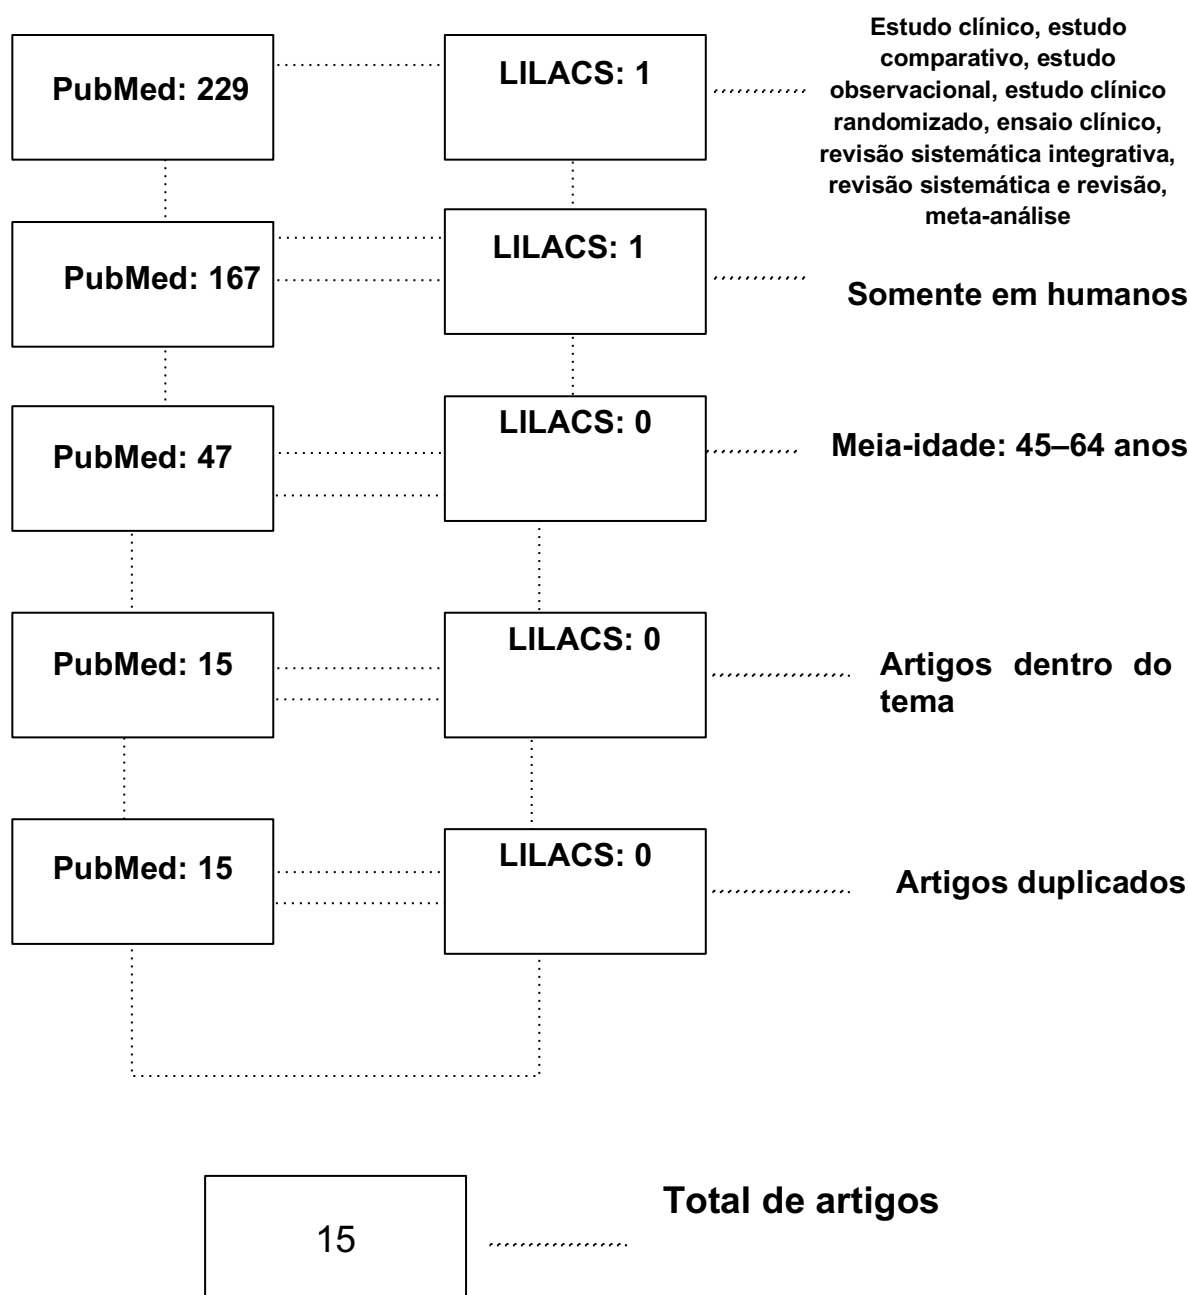 PubMed: 229
LILACS: 1
Estudo clínico, estudo
comparativo, estudo
observacional, estudo clínico
randomizado, ensaio clínico,
revisão sistemática integrativa,
revisão sistemática e revisão,
meta-análise
PubMed: 167
LILACS: 1
Somente em humanos
PubMed: 47
LILACS: 0
Meia-idade: 45–64 anos
PubMed: 15
LILACS: 0
Artigos dentro do
tema
PubMed: 15
LILACS: 0
Artigos duplicados
15
Total de artigos